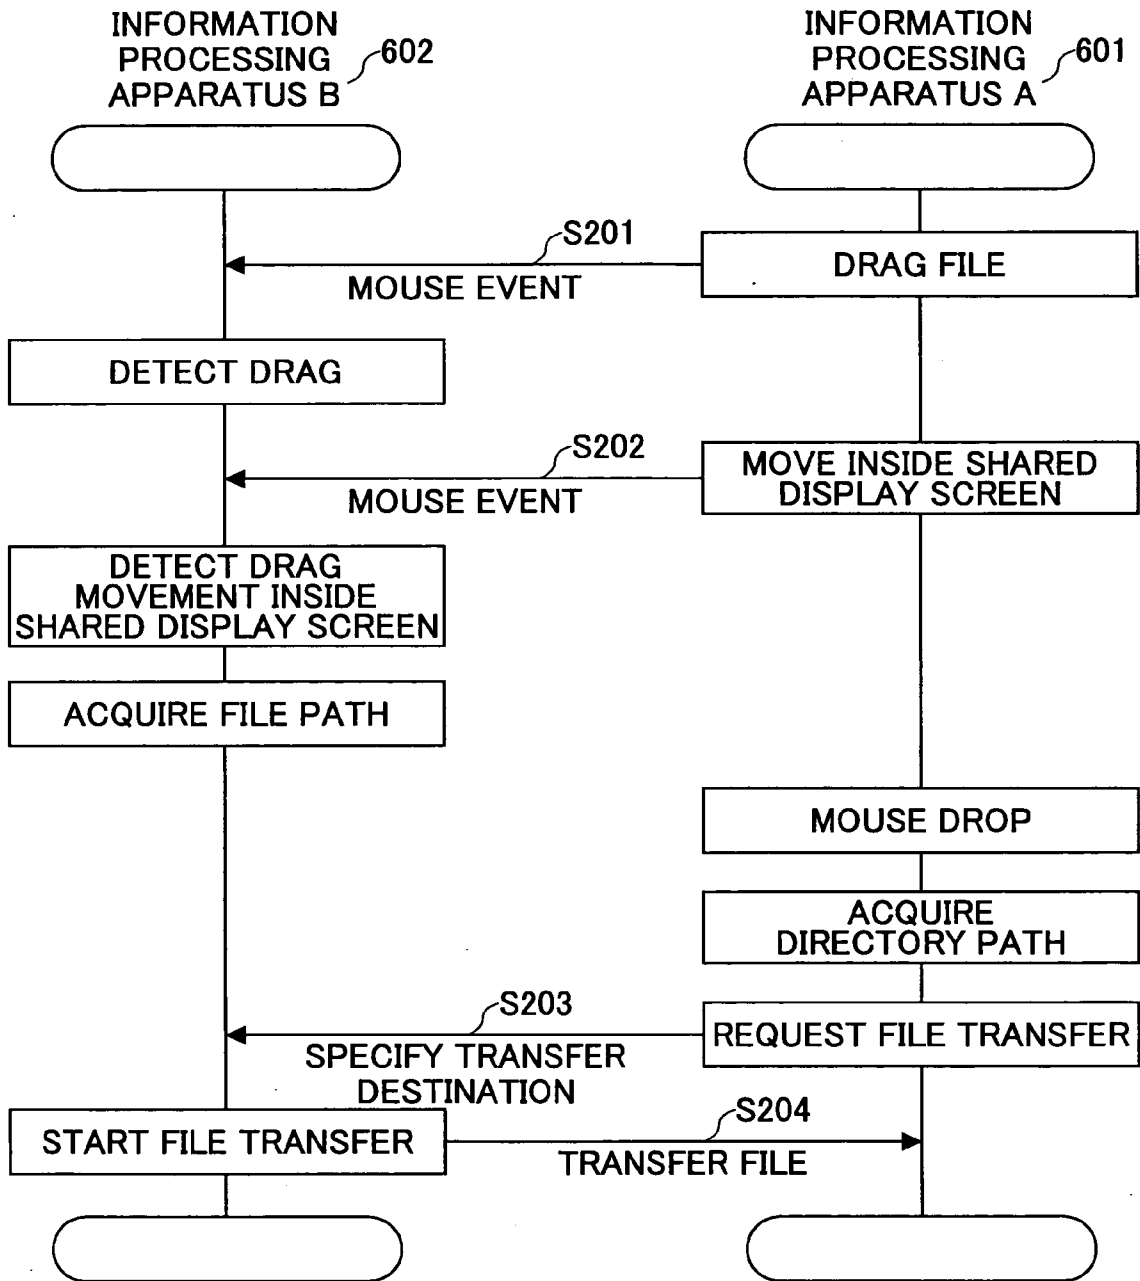 INFORMATION
PROCESSING
APPARATUS B
602
INFORMATION
PROCESSING
APPARATUS A
601
S201
DRAG FILE
MOUSE EVENT
DETECT DRAG
S202
MOVE INSIDE SHARED
DISPLAY SCREEN
MOUSE EVENT
DETECT DRAG
MOVEMENT INSIDE
SHARED DISPLAY SCREEN
ACQUIRE FILE PATH
MOUSE DROP
ACQUIRE
DIRECTORY PATH
S203
REQUEST FILE TRANSFER
SPECIFY TRANSFER
DESTINATION
S204
START FILE TRANSFER
TRANSFER FILE